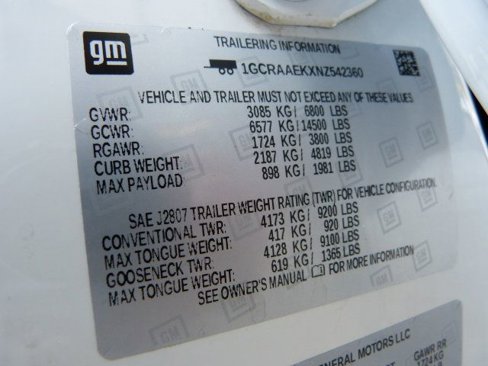 gm
TRAILERING INFORMATION
1GCRAAEKXNZ542360
VEHICLE AND TRAILER MUST NOT EXCEED ANY OF THESE VALUES
GVWR: 3085 KG / 6800 LBS
GCWR: 6577 KG / 14500 LBS
RGAWR: 1724 KG / 3800 LBS
CURB WEIGHT: 2187 KG / 4819 LBS
MAX PAYLOAD: 898 KG / 1981 LBS
SAE J2807 TRAILER WEIGHT RATING (TWR) FOR VEHICLE CONFIGURATION.
CONVENTIONAL TWR: 4173 KG / 9200 LBS
MAX TONGUE WEIGHT: 417 KG / 920 LBS
GOOSENECK TWR: 4128 KG / 9100 LBS
MAX TONGUE WEIGHT: 619 KG / 1365 LBS
SEE OWNER'S MANUAL FOR MORE INFORMATION
GENERAL MOTORS LLC
GAWR RR
1724 KG